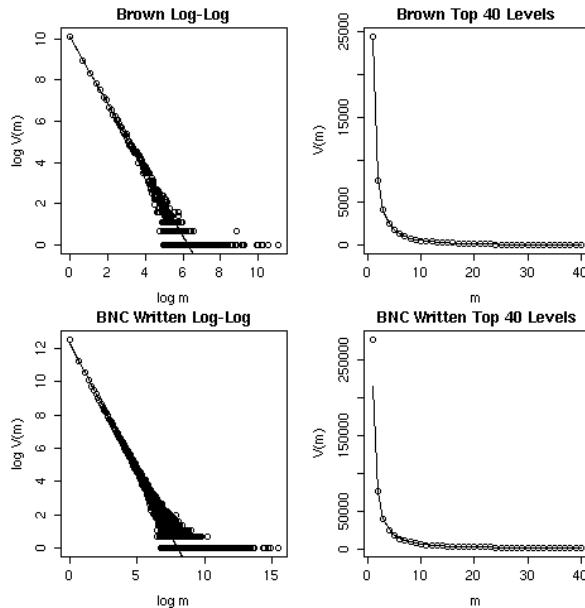 Brown Log-Log
log V(m)
0 2 4 6 8 10
0 2 4 6 8 10
log m
Brown Top 40 Levels
V(m)
0 5000 15000 25000
0 10 20 30 40
m
BNC Written Log-Log
log V(m)
0 2 4 6 8 10 12
0 5 10 15
log m
BNC Written Top 40 Levels
V(m)
0 50000 150000 250000
0 10 20 30 40
m